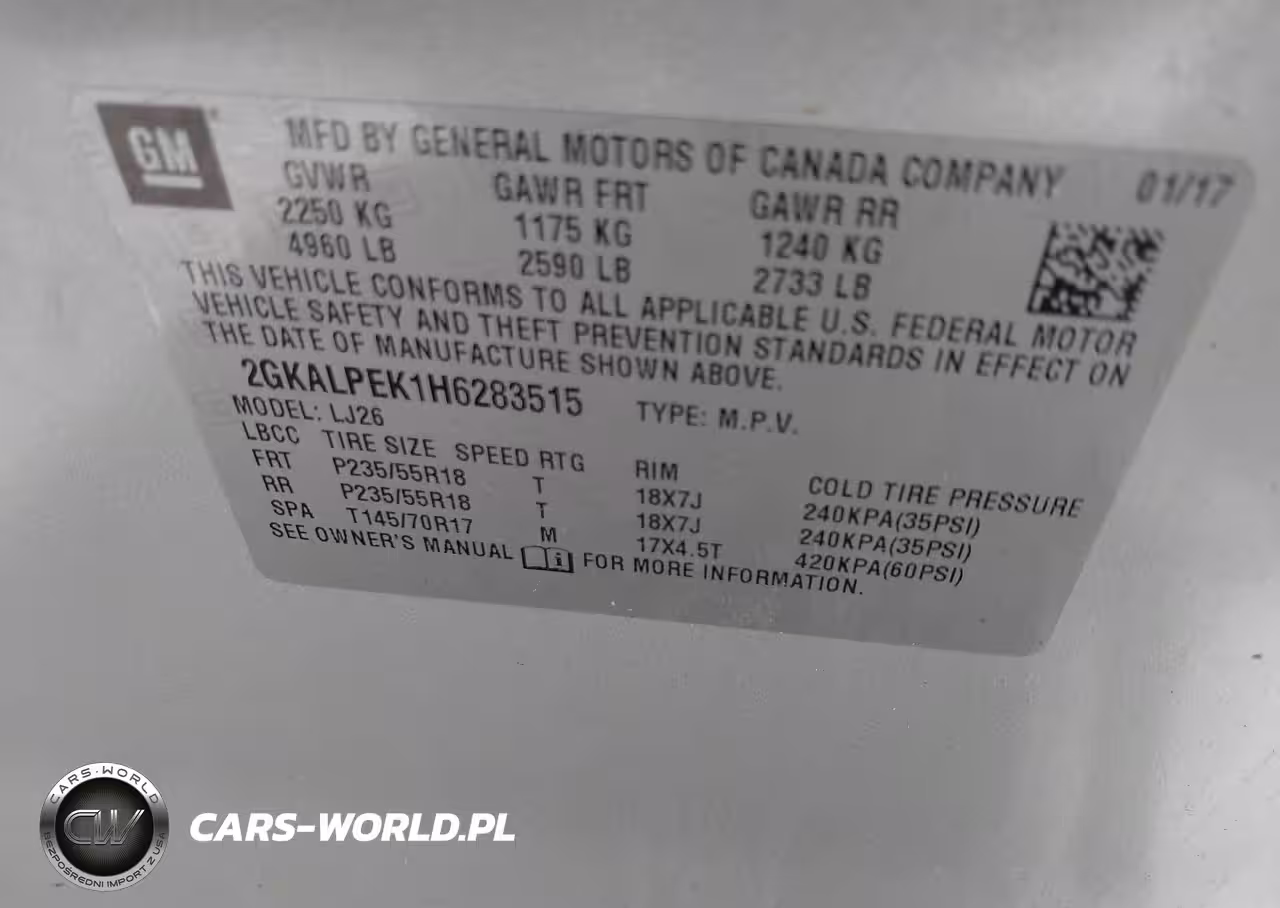 GM MFD BY GENERAL MOTORS OF CANADA COMPANY 01/17
GVWR GAWR FRT GAWR RR
2250 KG 1175 KG 1240 KG
4960 LB 2590 LB 2733 LB
THIS VEHICLE CONFORMS TO ALL APPLICABLE U.S. FEDERAL MOTOR
VEHICLE SAFETY AND THEFT PREVENTION STANDARDS IN EFFECT ON
THE DATE OF MANUFACTURE SHOWN ABOVE.
2GKALPEK1H6283515 TYPE: M.P.V.
MODEL: LJ26
LBCC TIRE SIZE SPEED RTG RIM COLD TIRE PRESSURE
FRT P235/55R18 T 18X7J 240KPA(35PSI)
RR P235/55R18 T 18X7J 240KPA(35PSI)
SPA T145/70R17 M 17X4.5T 420KPA(60PSI)
SEE OWNER'S MANUAL FOR MORE INFORMATION.
CARS-WORLD
CW
BEZPOŚREDNI IMPORT Z USA
CARS-WORLD.PL